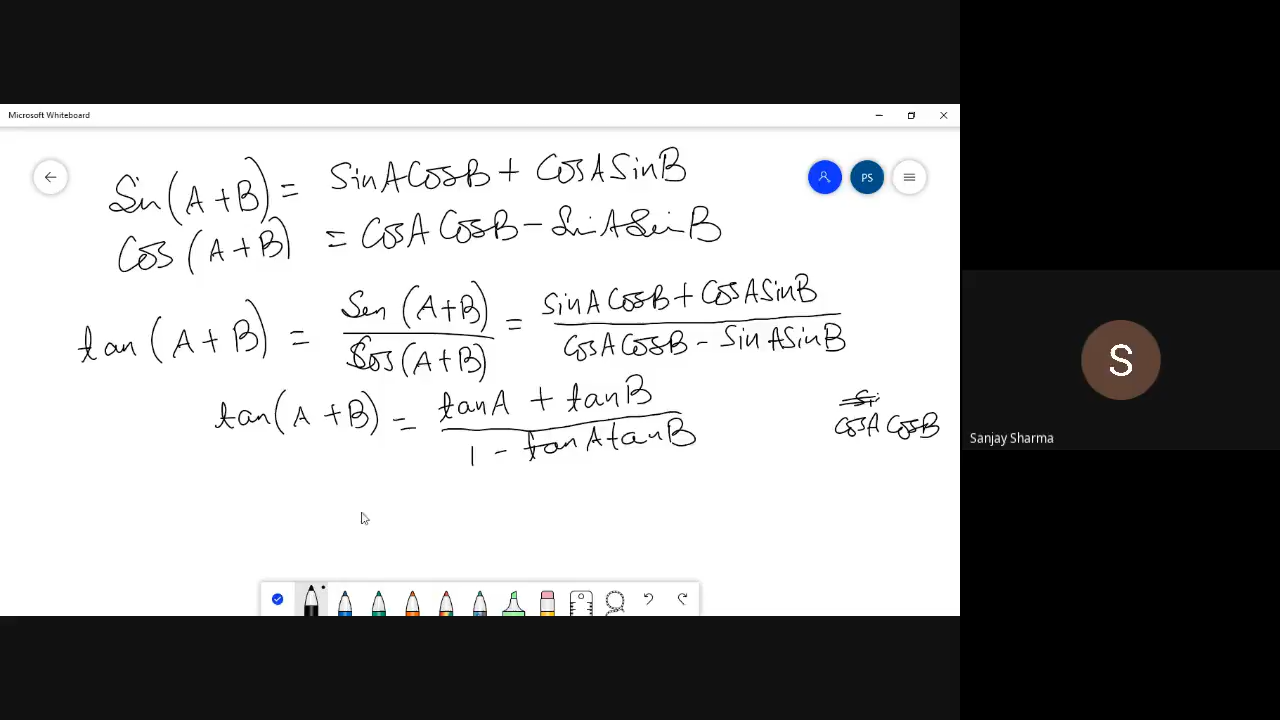 Microsoft Whiteboard
PS
Sin(A+B) = SinACosB + CosASinB
Cos(A+B) = CosACosB - SinASinB
tan(A+B) = Sin(A+B)/Cos(A+B) = SinACosB + CosASinB/CosACosB - SinASinB
tan(A+B) = tanA + tanB/1 - tanAtanB
CosACosB
S
Sanjay Sharma